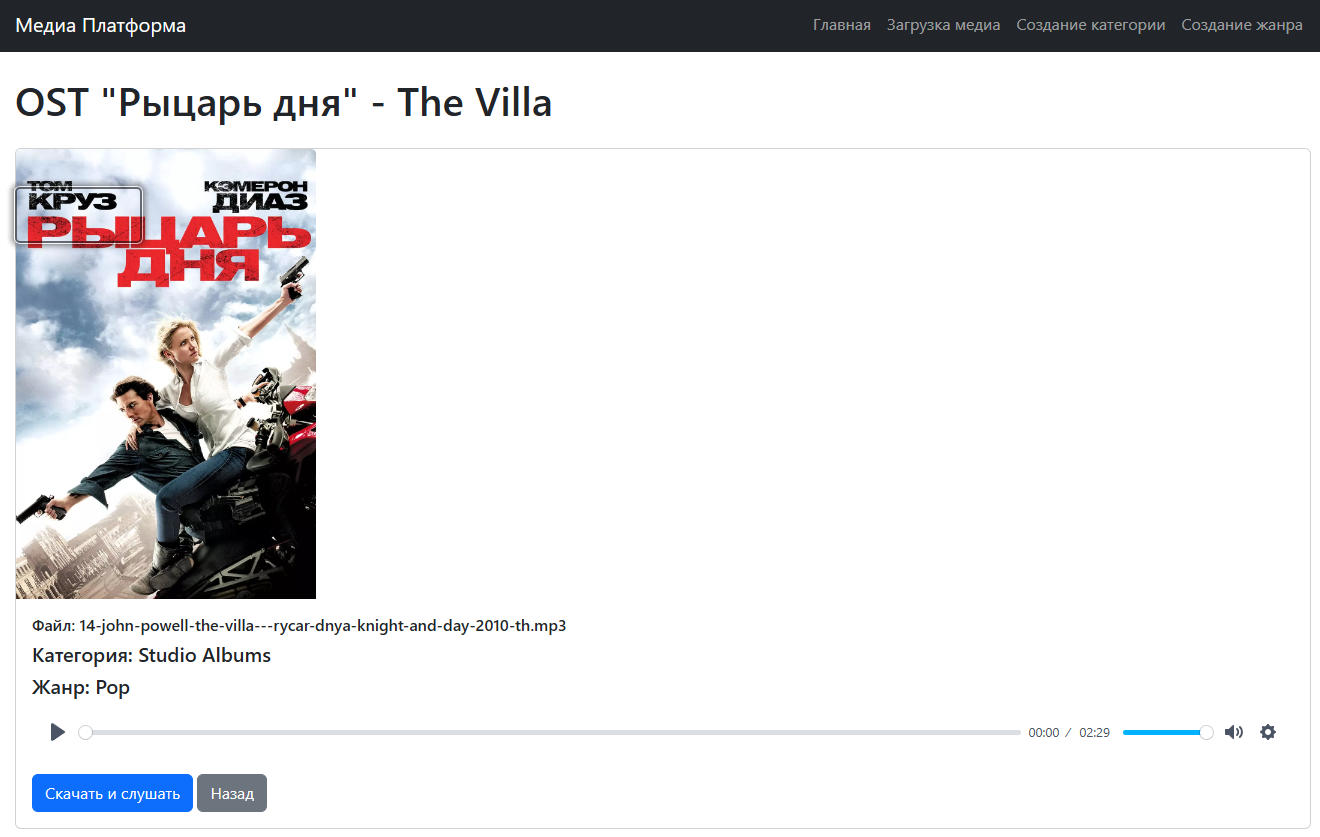 Медиа Платформа
Главная Загрузка медиа Создание категории Создание жанра
OST "Рыцарь дня" - The Villa
ТОМ КРУЗ
КЭМЕРОН ДИАЗ
РЫЦАРЬ
ДНЯ
Файл: 14-john-powell-the-villa---rycar-dnya-knight-and-day-2010-th.mp3
Категория: Studio Albums
Жанр: Pop
00:00 / 02:29
Скачать и слушать Назад